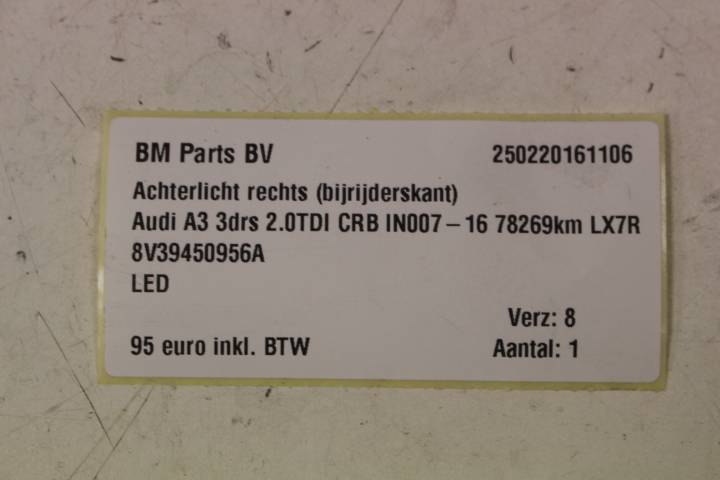 BM Parts BV 250220161106
Achterlicht rechts (bijrijderskant)
Audi A3 3drs 2.0TDI CRB IN007 – 16 78269km LX7R
8V39450956A
LED
Verz: 8
95 euro inkl. BTW Aantal: 1